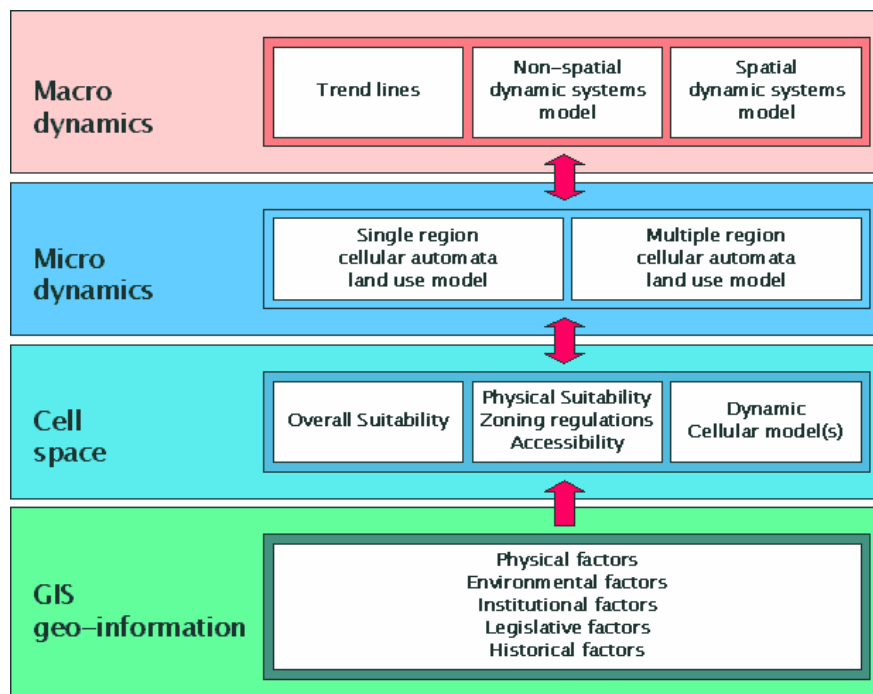 Macro
dynamics
Trend lines
Non-spatial
dynamic systems
model
Spatial
dynamic systems
model
Micro
dynamics
Single region
cellular automata
land use model
Multiple region
cellular automata
land use model
Cell
space
Overall Suitability
Physical Suitability
Zoning regulations
Accessibility
Dynamic
Cellular model(s)
GIS
geo-information
Physical factors
Environmental factors
Institutional factors
Legislative factors
Historical factors